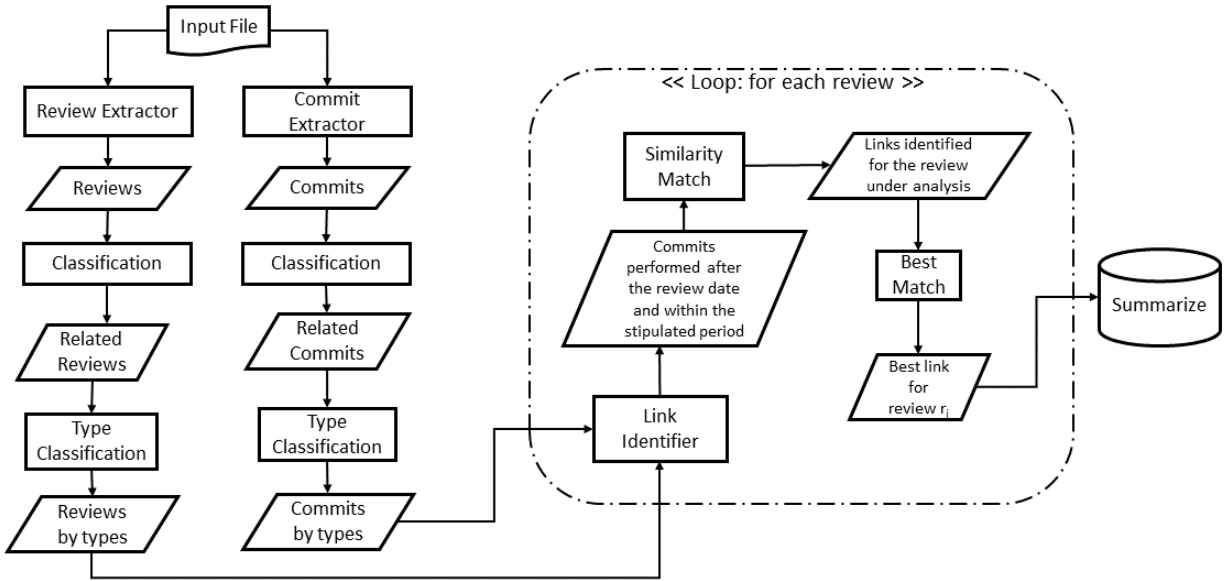 Input File
Review Extractor
Reviews
Classification
Related
Reviews
Type
Classification
Reviews
by types
Commit
Extractor
Commits
Classification
Related
Commits
Type
Classification
Commits
by types
<< Loop: for each review >>
Link
Identifier
Commits
performed after
the review date
and within the
stipulated period
Similarity
Match
Links identified
for the review
under analysis
Best
Match
Best link
for
review rj
Summarize